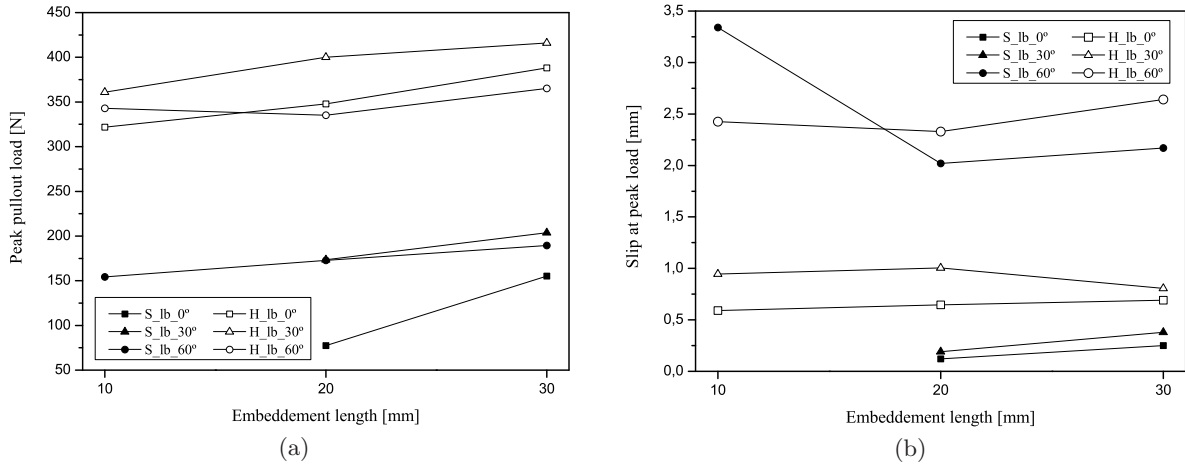 Peak pullout load [N]
450
400
350
300
250
200
150
100
50
S_lb_0º H_lb_0º
S_lb_30º H_lb_30º
S_lb_60º H_lb_60º
10 20 30
Embeddement length [mm]
(a)
Slip at peak load [mm]
3,5
3,0
2,5
2,0
1,5
1,0
0,5
0,0
S_lb_0º H_lb_0º
S_lb_30º H_lb_30º
S_lb_60º H_lb_60º
10 20 30
Embeddement length [mm]
(b)